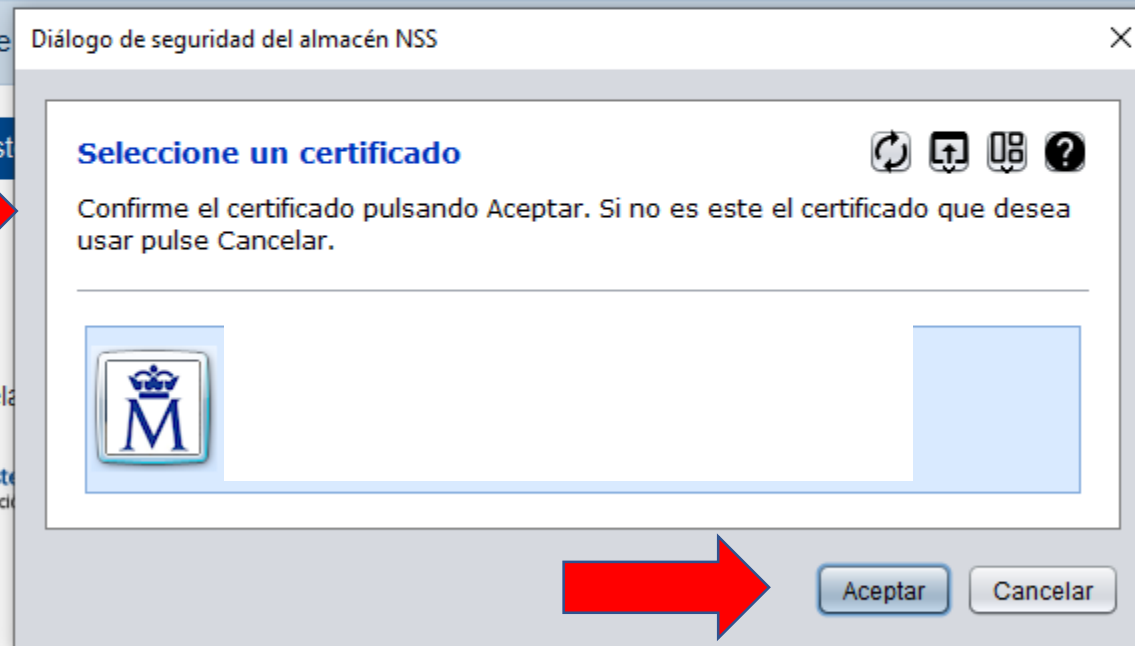 Diálogo de seguridad del almacén NSS
Seleccione un certificado
?
Confirme el certificado pulsando Aceptar. Si no es este el certificado que desea
usar pulse Cancelar.
M
Aceptar
Cancelar